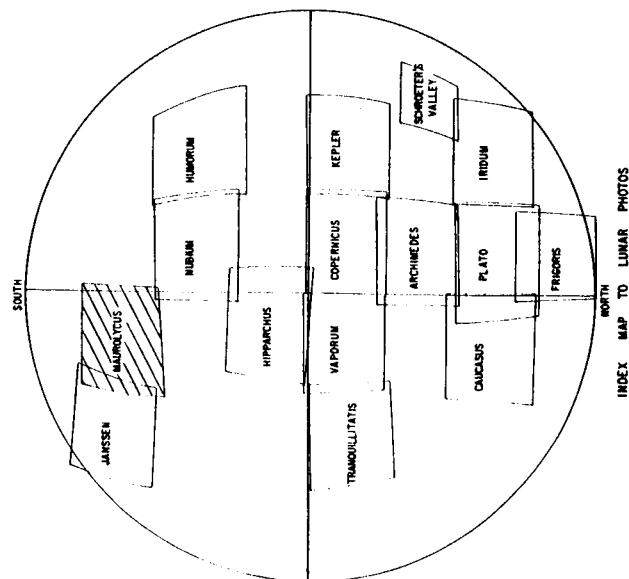 SOUTH
JANSSEN
MAUROLYCUS
NUBIUM
HUMORUM
HIPPARCHUS
TRANQUILLITATIS
VAPORUM
COPERNICUS
KEPLER
ARCHIMEDES
SCHROETER'S
VALLEY
CAUCASUS
PLATO
IRIDUM
FRIGORIS
NORTH
INDEX MAP TO LUNAR PHOTOS